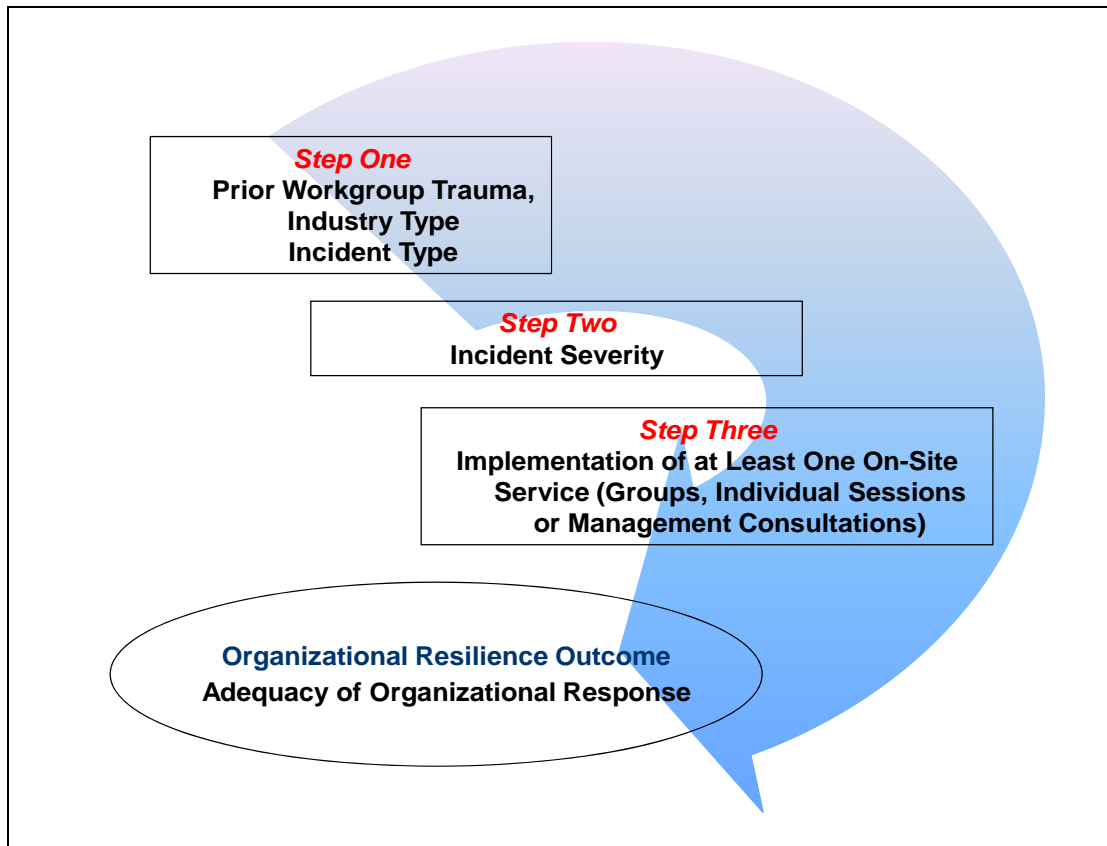 Step One
Prior Workgroup Trauma,
Industry Type
Incident Type
Step Two
Incident Severity
Step Three
Implementation of at Least One On-Site
Service (Groups, Individual Sessions
or Management Consultations)
Organizational Resilience Outcome
Adequacy of Organizational Response